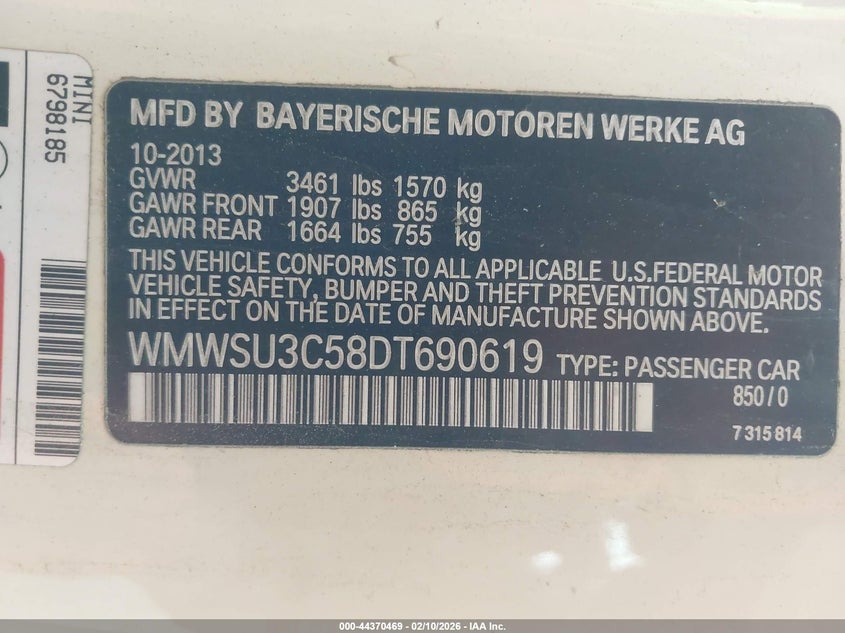 MINI
6798185
MFD BY BAYERISCHE MOTOREN WERKE AG
10-2013
GVWR 3461 lbs 1570 kg
GAWR FRONT 1907 lbs 865 kg
GAWR REAR 1664 lbs 755 kg
THIS VEHICLE CONFORMS TO ALL APPLICABLE U.S.FEDERAL MOTOR
VEHICLE SAFETY, BUMPER AND THEFT PREVENTION STANDARDS
IN EFFECT ON THE DATE OF MANUFACTURE SHOWN ABOVE.
WMWSU3C58DT690619 TYPE: PASSENGER CAR
850/0
7 315 814
000-44370469 - 02/10/2026 - IAA Inc.